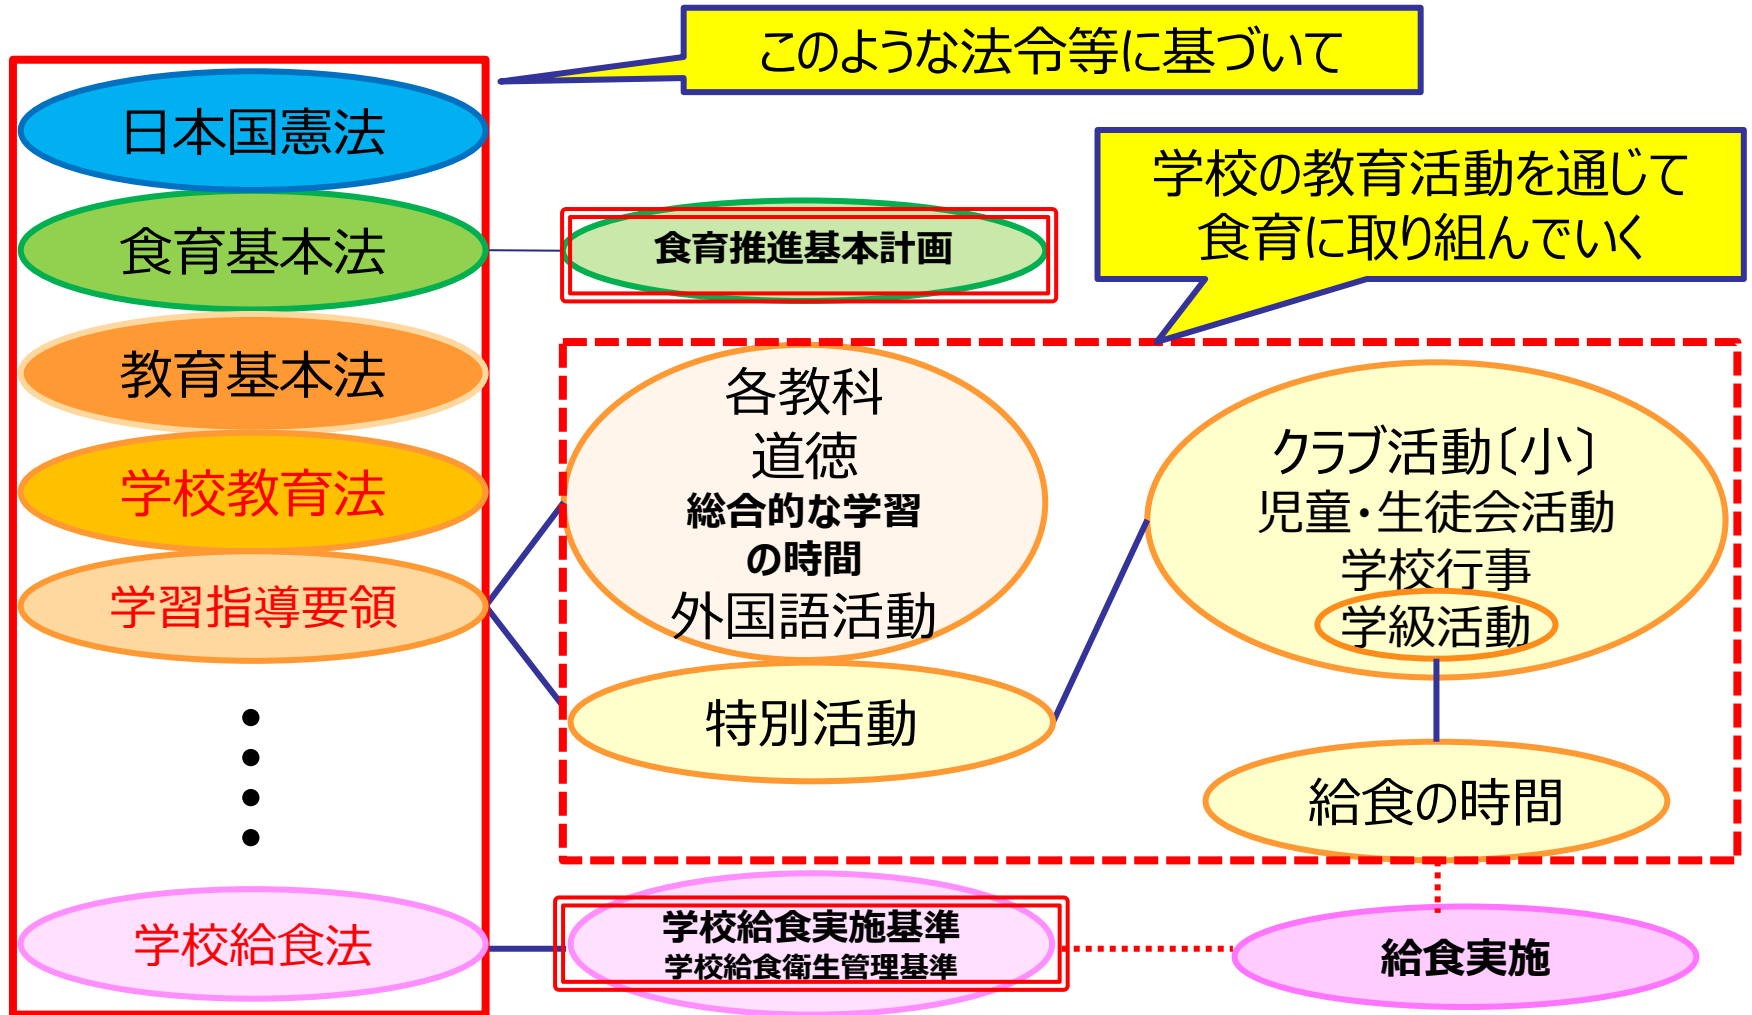 このような法令等に基づいて
日本国憲法
学校の教育活動を通じて
食育に取り組んでいく
食育基本法
食育推進基本計画
教育基本法
各教科
道徳
総合的な学習
の時間
外国語活動
クラブ活動〔小〕
児童・生徒会活動
学校行事
学級活動
学校教育法
学習指導要領
特別活動
給食の時間
学校給食法
学校給食実施基準
学校給食衛生管理基準
給食実施